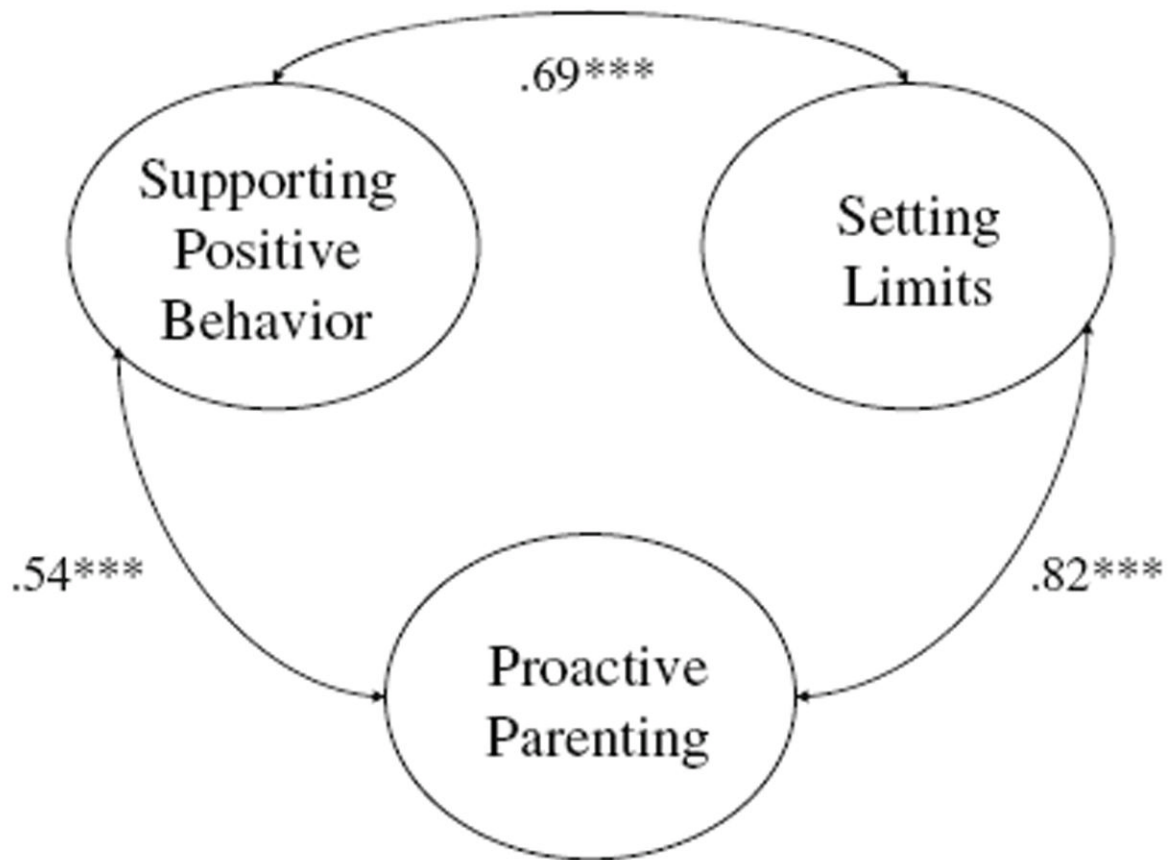 .69***
Supporting
Positive
Behavior
Setting
Limits
.54***
.82***
Proactive
Parenting